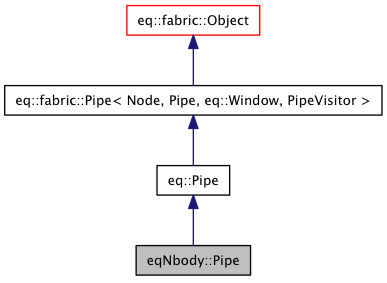 eq::fabric::Object
eq::fabric::Pipe< Node, Pipe, eq::Window, PipeVisitor >
eq::Pipe
eqNbody::Pipe